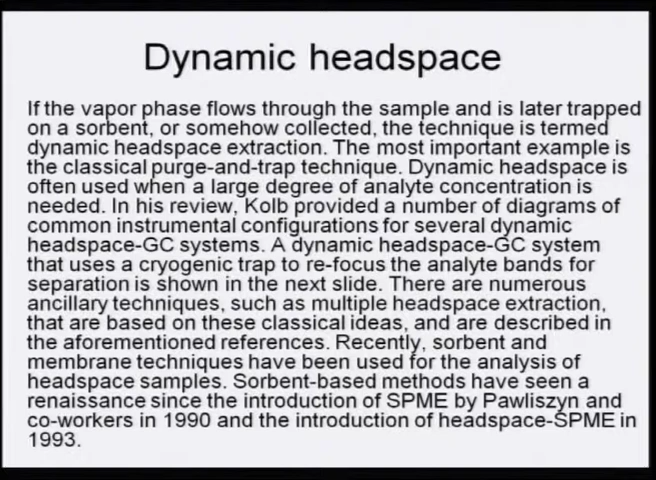 Dynamic headspace
If the vapor phase flows through the sample and is later trapped
on a sorbent, or somehow collected, the technique is termed
dynamic headspace extraction. The most important example is
the classical purge-and-trap technique. Dynamic headspace is
often used when a large degree of analyte concentration is
needed. In his review, Kolb provided a number of diagrams of
common instrumental configurations for several dynamic
headspace-GC systems. A dynamic headspace-GC system
that uses a cryogenic trap to re-focus the analyte bands for
separation is shown in the next slide. There are numerous
ancillary techniques, such as multiple headspace extraction,
that are based on these classical ideas, and are described in
the aforementioned references. Recently, sorbent and
membrane techniques have been used for the analysis of
headspace samples. Sorbent-based methods have seen a
renaissance since the introduction of SPME by Pawliszyn and
co-workers in 1990 and the introduction of headspace-SPME in
1993.